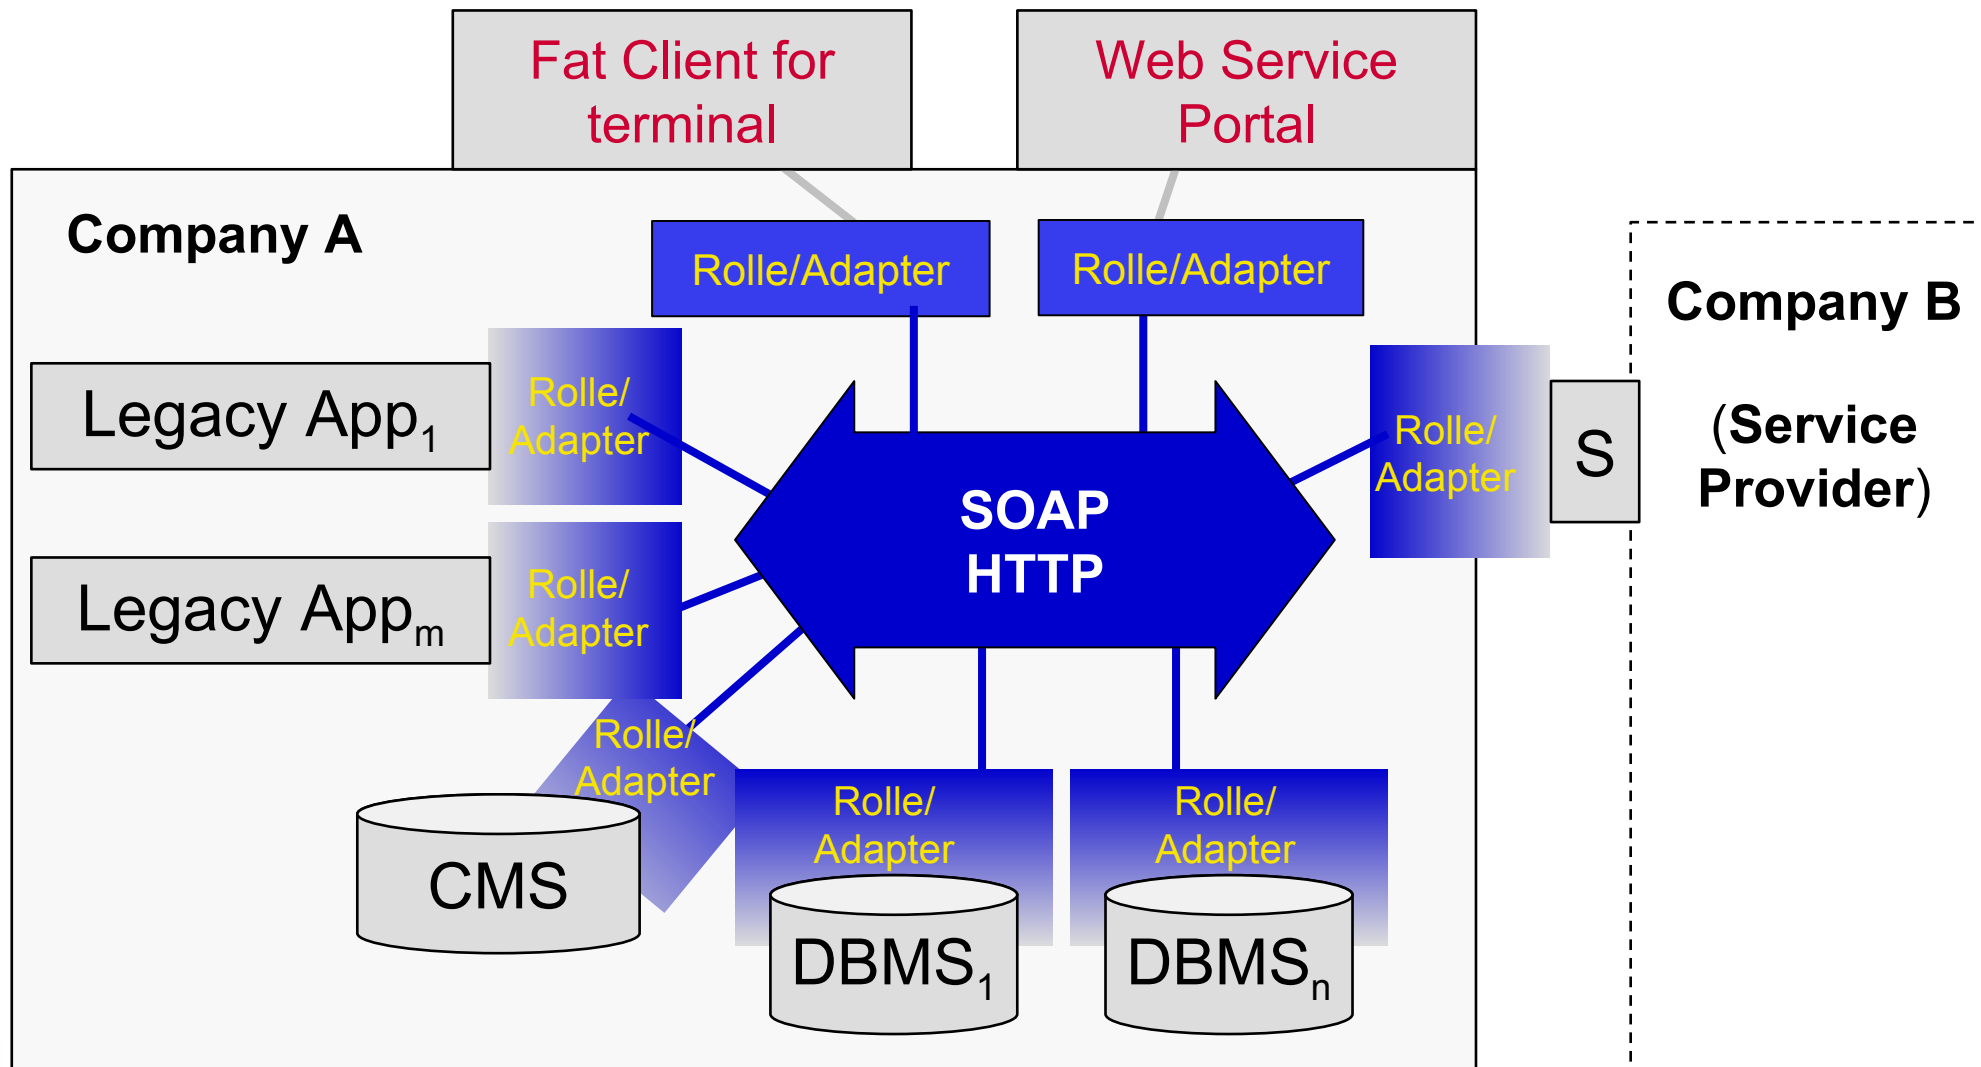 Fat Client for
terminal
Web Service
Portal
Company A
Rolle/Adapter
Rolle/Adapter
Company B
(Service
Provider)
Legacy App1
Rolle/
Adapter
Rolle/
Adapter
S
SOAP
HTTP
Legacy Appm
Rolle/
Adapter
Rolle/
Adapter
CMS
Rolle/
Adapter
DBMS1
Rolle/
Adapter
DBMSn